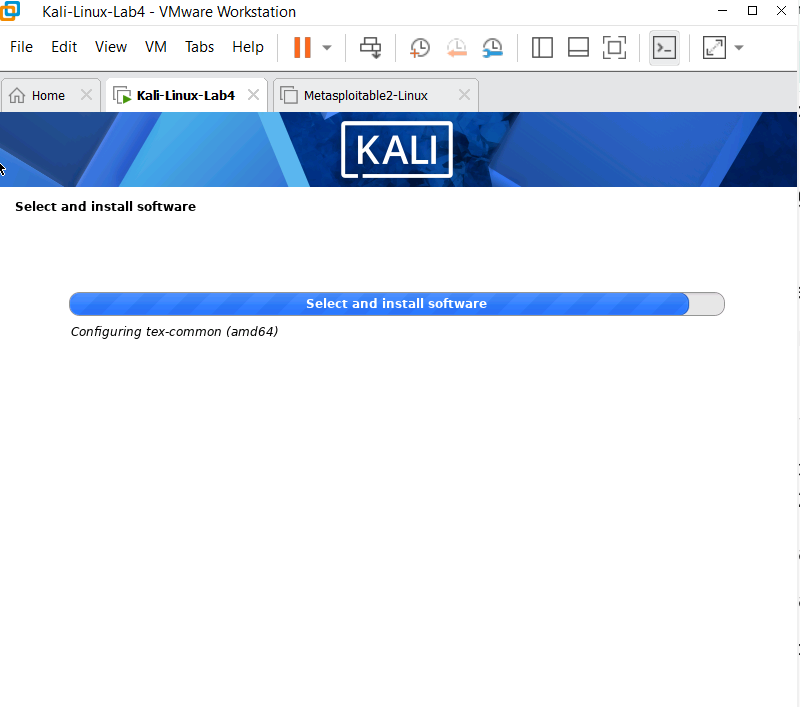 Kali-Linux-Lab4 - VMware Workstation
File Edit View VM Tabs Help
Home Kali-Linux-Lab4 Metasploitable2-Linux
KALI
Select and install software
Select and install software
Configuring tex-common (amd64)